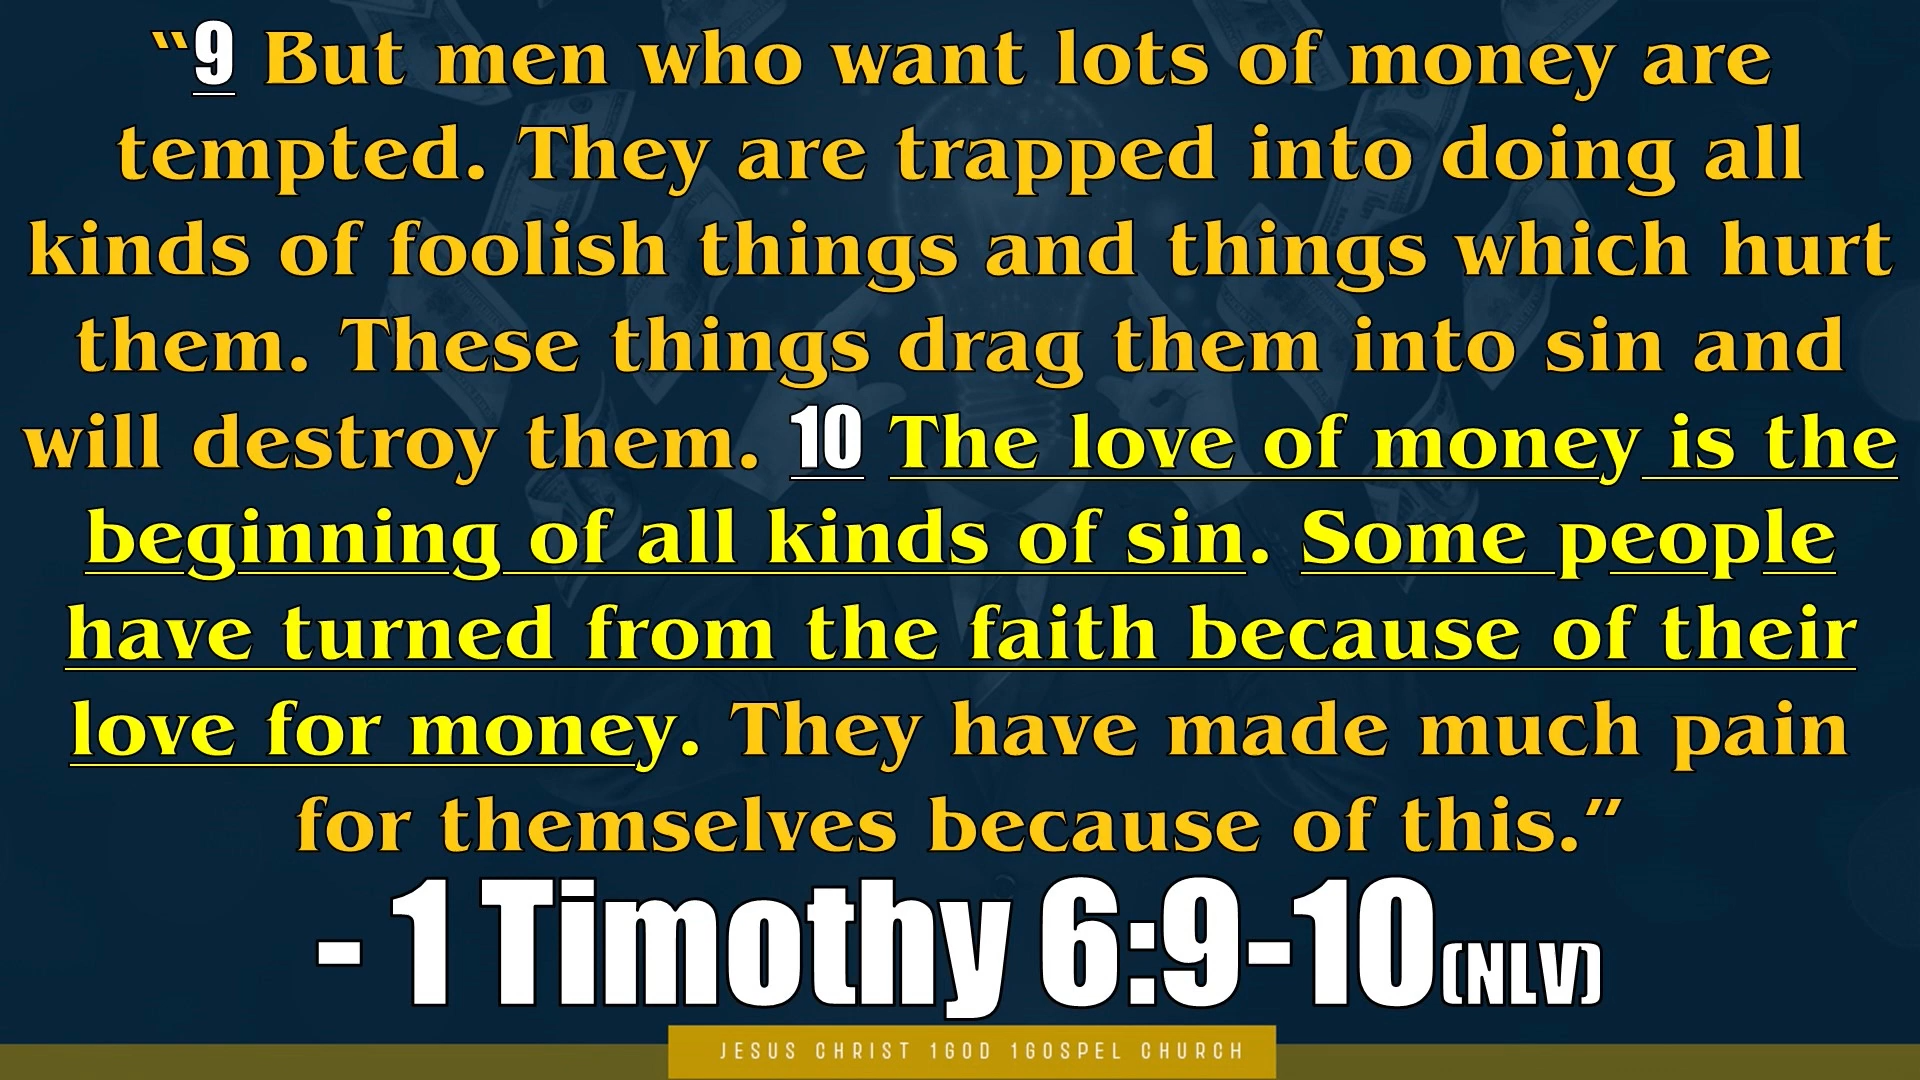 “9 But men who want lots of money are
tempted. They are trapped into doing all
kinds of foolish things and things which hurt
them. These things drag them into sin and
will destroy them. 10 The love of money is the
beginning of all kinds of sin. Some people
have turned from the faith because of their
love for money. They have made much pain
for themselves because of this.”
- 1 Timothy 6:9-10(NLV)
JESUS CHRIST 1GOD 1GOSPEL CHURCH